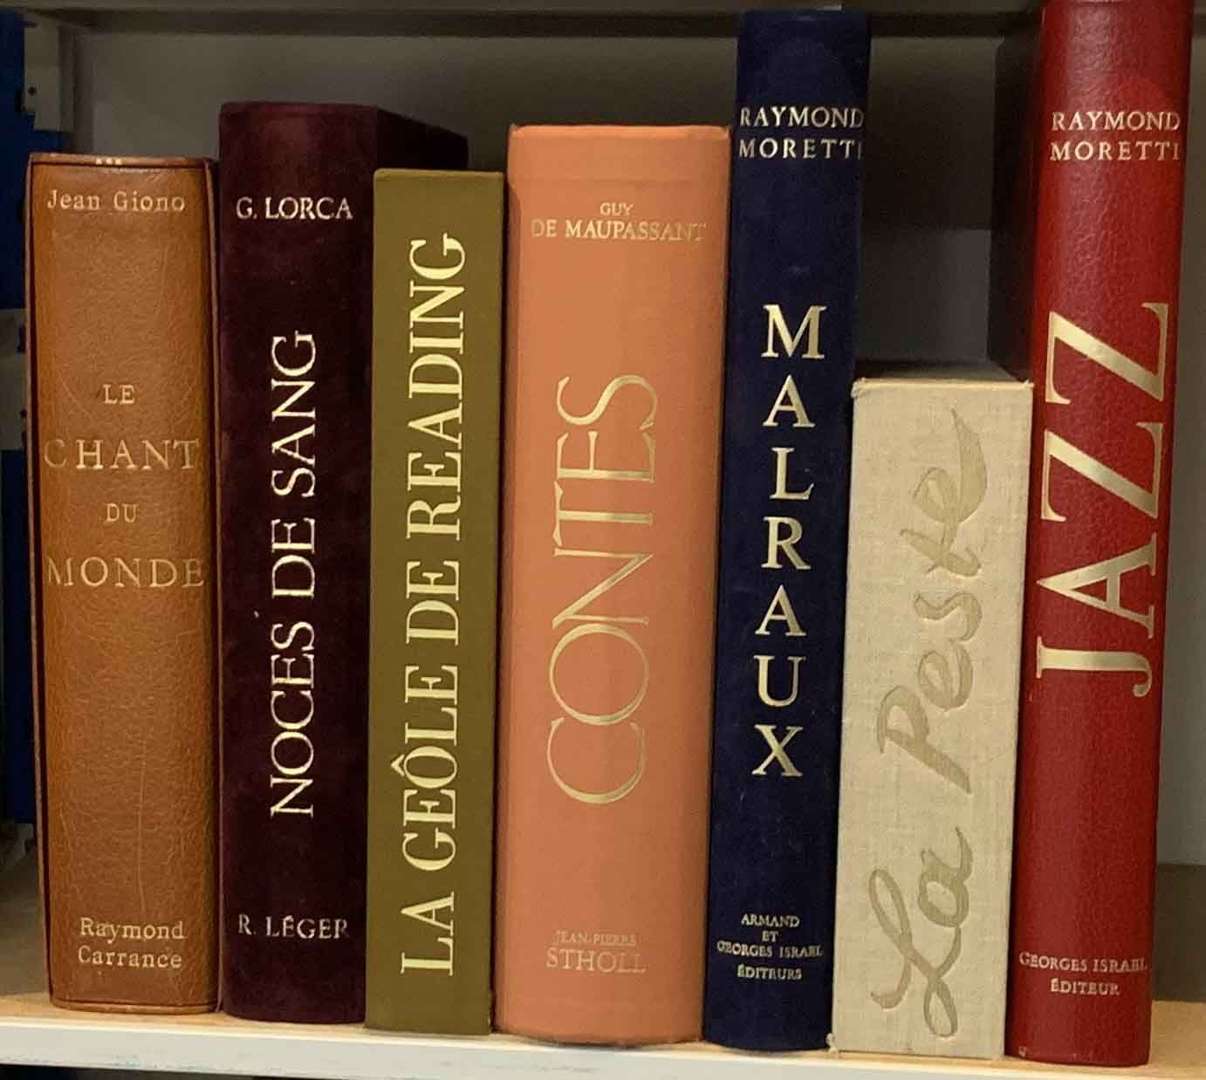 Jean Giono
LE
CHANT
DU
MONDE
Raymond
Carrance
G. LORCA
NOCES DE SANG
R. LÉGER
LA GEÔLE DE READING
GUY
DE MAUPASSANT
CONTES
JEAN-PIERRE
STHOLL
RAYMOND
MORETTI
MALRAUX
ARMAND
ET
GEORGES ISRAEL
ÉDITEURS
La Peste
RAYMOND
MORETTI
JAZZ
GEORGES ISRAEL
ÉDITEUR